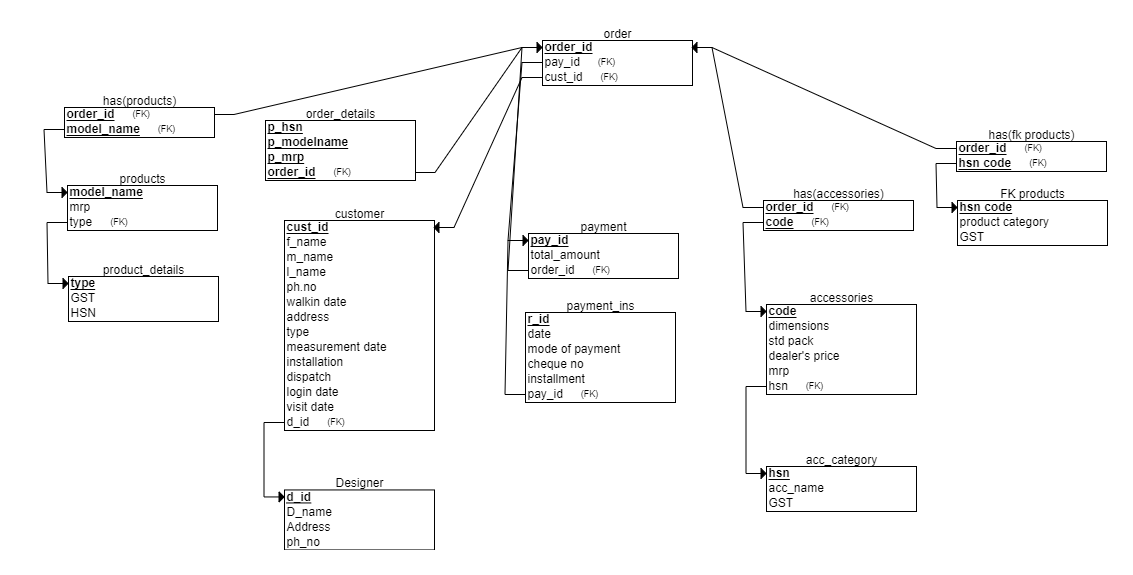 order
order_id
pay_id (FK)
cust_id (FK)
has(products)
order_id (FK)
model_name (FK)
products
model_name
mrp
type (FK)
product_details
type
GST
HSN
order_details
p_hsn
p_modelname
p_mrp
order_id (FK)
customer
cust_id
f_name
m_name
l_name
ph.no
walkin date
address
type
measurement date
installation
dispatch
login date
visit date
d_id (FK)
Designer
d_id
D_name
Address
ph_no
payment
pay_id
total_amount
order_id (FK)
payment_ins
r_id
date
mode of payment
cheque no
installment
pay_id (FK)
has(accessories)
order_id (FK)
code (FK)
accessories
code
dimensions
std pack
dealer's price
mrp
hsn (FK)
acc_category
hsn
acc_name
GST
has(fk products)
order_id (FK)
hsn code (FK)
FK products
hsn code
product category
GST